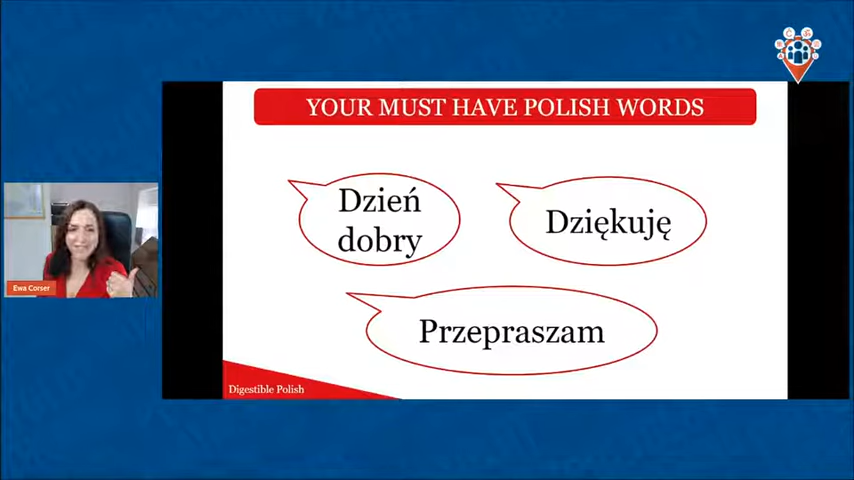 YOUR MUST HAVE POLISH WORDS
Dzień
dobry
Dziękuję
Przepraszam
Digestible Polish
Ewa Corser